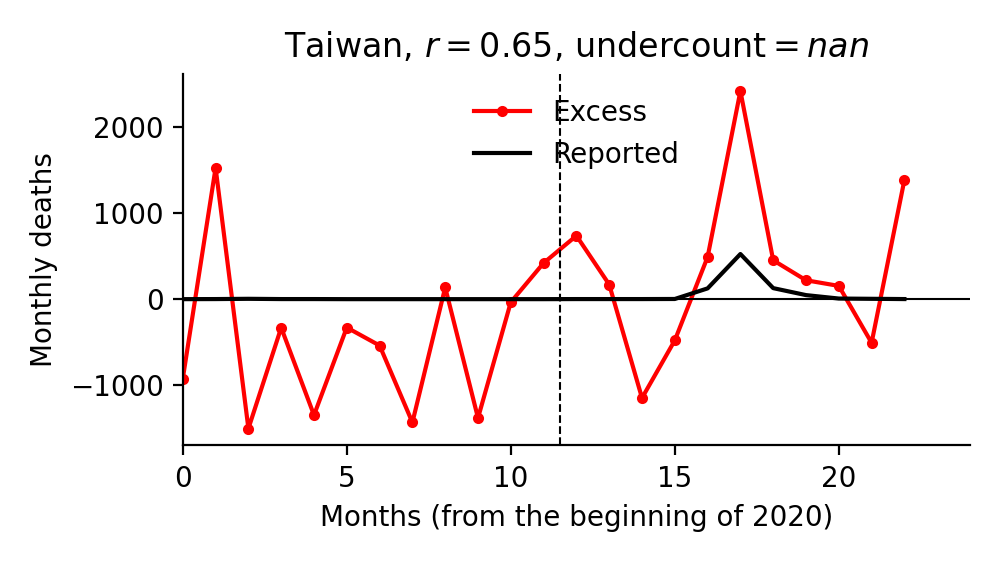 Taiwan, r = 0.65, undercount = nan
Excess
Reported
Monthly deaths
2000
1000
0
−1000
0 5 10 15 20
Months (from the beginning of 2020)